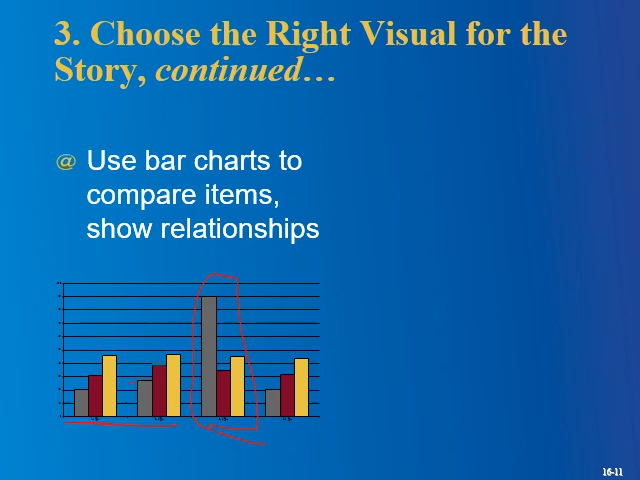 3. Choose the Right Visual for the
Story, continued…
@ Use bar charts to
compare items,
show relationships
16-11